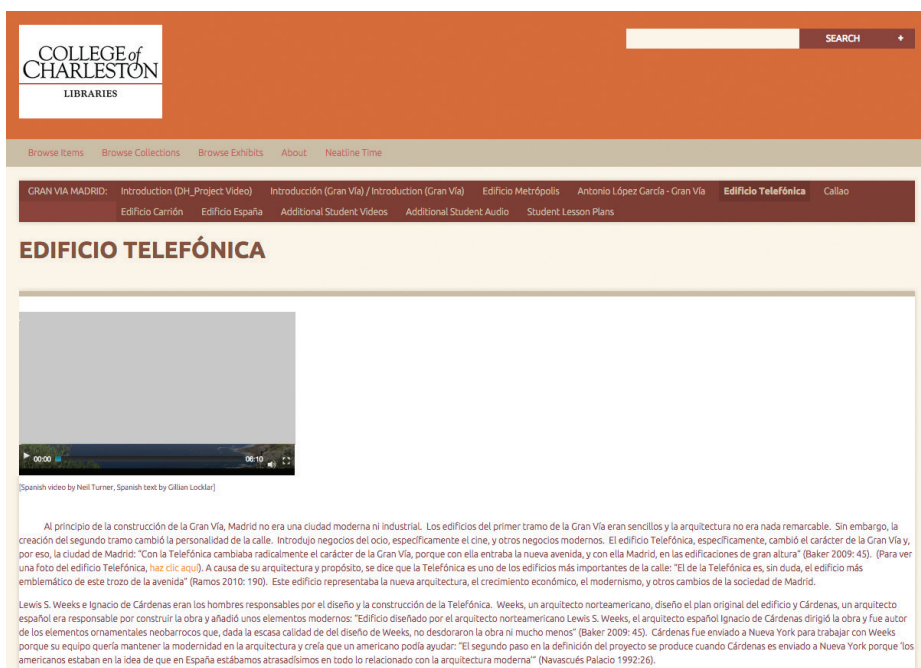 COLLEGE of
CHARLESTON
LIBRARIES
SEARCH +
Browse Items Browse Collections Browse Exhibits About Neatline Time
GRAN VIA MADRID: Introduction (DH_Project Video) Introducción (Gran Vía) / Introduction (Gran Vía) Edificio Metrópolis Antonio López García - Gran Vía Edificio Telefónica Callao
Edificio Carrión Edificio España Additional Student Videos Additional Student Audio Student Lesson Plans
EDIFICIO TELEFÓNICA
00:00 06:10
[Spanish video by Neil Turner, Spanish text by Gillian Locklar]
Al principio de la construcción de la Gran Vía, Madrid no era una ciudad moderna ni industrial. Los edificios del primer tramo de la Gran Vía eran sencillos y la arquitectura no era nada remarcable. Sin embargo, la
creación del segundo tramo cambió la personalidad de la calle. Introdujo negocios del ocio, específicamente el cine, y otros negocios modernos. El edificio Telefónica, específicamente, cambió el carácter de la Gran Vía y,
por eso, la ciudad de Madrid: "Con la Telefónica cambiaba radicalmente el carácter de la Gran Vía, porque con ella entraba la nueva avenida, y con ella Madrid, en las edificaciones de gran altura" (Baker 2009: 45). (Para ver
una foto del edificio Telefónica, haz clic aquí). A causa de su arquitectura y propósito, se dice que la Telefónica es uno de los edificios más importantes de la calle: "El de la Telefónica es, sin duda, el edificio más
emblemático de este trozo de la avenida" (Ramos 2010: 190). Este edificio representaba la nueva arquitectura, el crecimiento económico, el modernismo, y otros cambios de la sociedad de Madrid.
Lewis S. Weeks e Ignacio de Cárdenas eran los hombres responsables por el diseño y la construcción de la Telefónica. Weeks, un arquitecto norteamericano, diseño el plan original del edificio y Cárdenas, un arquitecto
español era responsable por construir la obra y añadió unos elementos modernos: "Edificio diseñado por el arquitecto norteamericano Lewis S. Weeks, el arquitecto español Ignacio de Cárdenas dirigió la obra y fue autor
de los elementos ornamentales neobarrocos que, dada la escasa calidad de del diseño de Weeks, no desdoraron la obra ni mucho menos" (Baker 2009: 45). Cárdenas fue enviado a Nueva York para trabajar con Weeks
porque su equipo quería mantener la modernidad en la arquitectura y creía que un americano podía ayudar: "El segundo paso en la definición del proyecto se produce cuando Cárdenas es enviado a Nueva York porque 'los
americanos estaban en la idea de que en España estábamos atrasadísimos en todo lo relacionado con la arquitectura moderna'" (Navascués Palacio 1992:26).